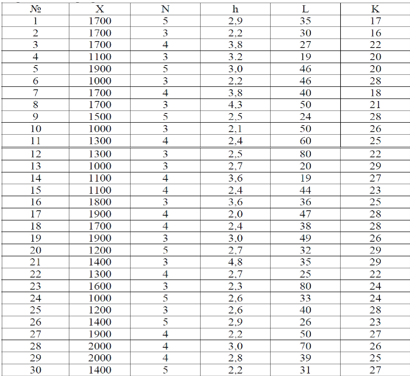 № X N h L K
1 1700 5 2,9 35 17
2 1700 3 2,2 30 16
3 1700 4 3,8 27 22
4 1100 3 3.2 19 20
5 1900 5 3,0 46 20
6 1000 3 2,2 46 28
7 1700 4 3,8 40 18
8 1700 3 4,3 50 21
9 1500 5 2,5 24 28
10 1000 3 2,1 50 26
11 1300 4 2,4 60 25
12 1300 3 2,5 80 22
13 1000 3 2,7 20 29
14 1100 4 3,6 19 27
15 1100 4 2,4 44 23
16 1800 3 3,6 36 25
17 1900 4 2,0 47 28
18 1700 4 2,4 38 28
19 1900 3 3,0 49 26
20 1200 5 2,7 32 29
21 1400 3 4,8 35 29
22 1300 4 2,7 25 22
23 1600 3 2,3 80 24
24 1000 5 2,6 33 24
25 1200 3 2,6 40 28
26 1400 5 2,9 26 23
27 1900 4 2,2 50 27
28 2000 4 3,0 70 26
29 2000 4 2,8 39 25
30 1400 5 2,2 31 27